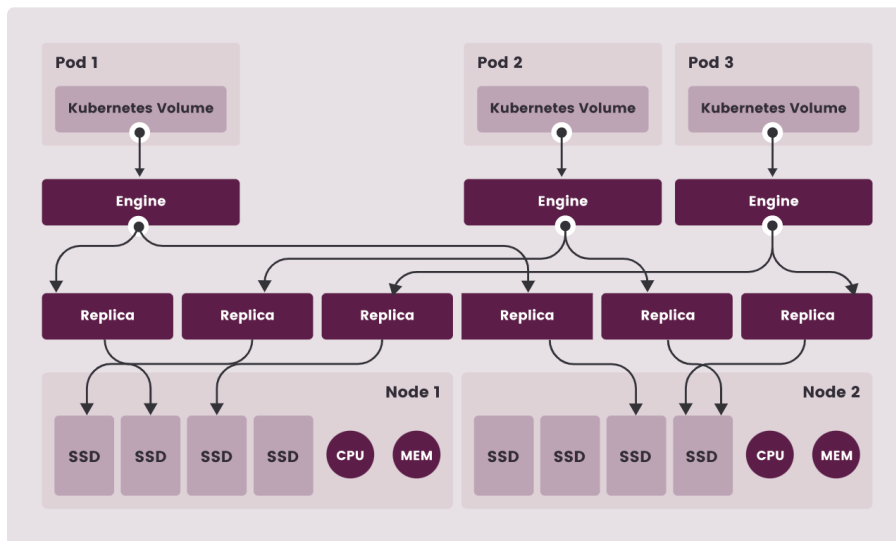 Pod 1
Kubernetes Volume
Pod 2
Kubernetes Volume
Pod 3
Kubernetes Volume
Engine
Engine
Engine
Replica
Replica
Replica
Replica
Replica
Replica
Node 1
SSD
SSD
SSD
SSD
CPU
MEM
Node 2
SSD
SSD
SSD
SSD
CPU
MEM